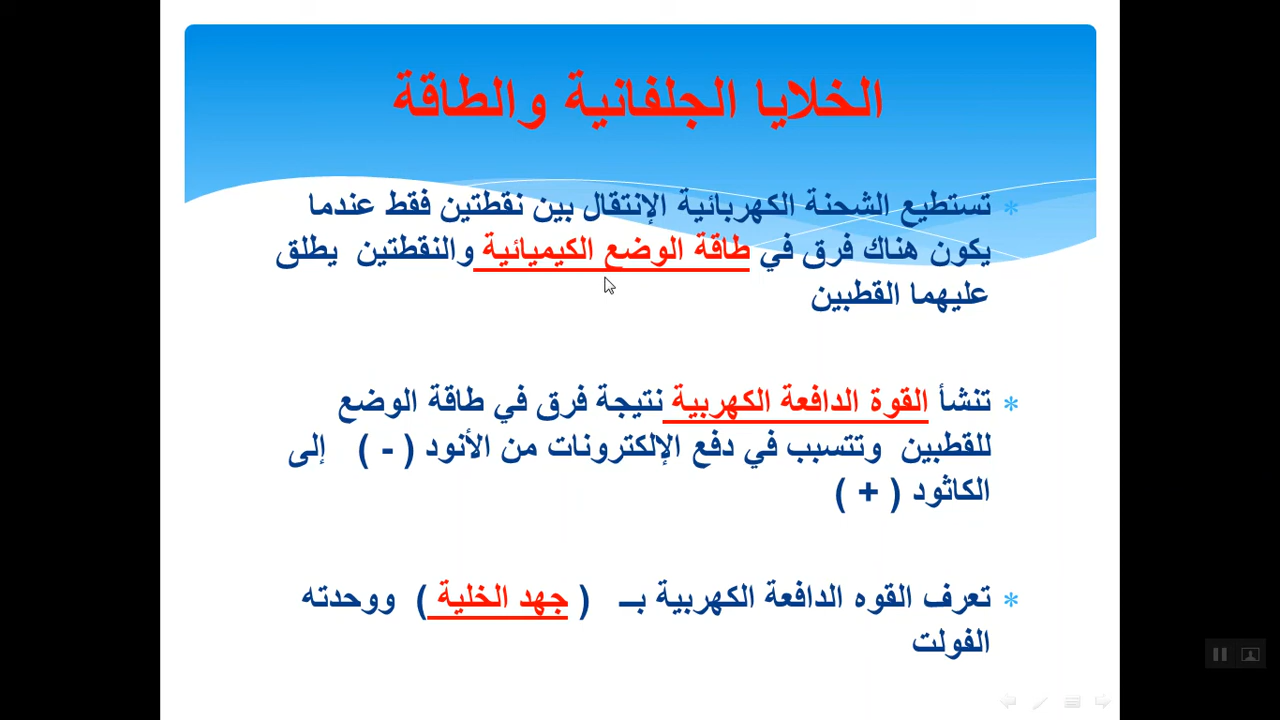 الخلايا الجلفانية والطاقة
تستطيع الشحنة الكهربائية الإنتقال بين نقطتين فقط عندما
يكون هناك فرق في طاقة الوضع الكيميائية والنقطتين يطلق
عليهما القطبين
تنشأ القوة الدافعة الكهربية نتيجة فرق في طاقة الوضع
للقطبين وتتسبب في دفع الإلكترونات من الأنود ( - ) إلى
الكاثود ( + )
تعرف القوه الدافعة الكهربية بــ ( جهد الخلية ) ووحدته
الفولت